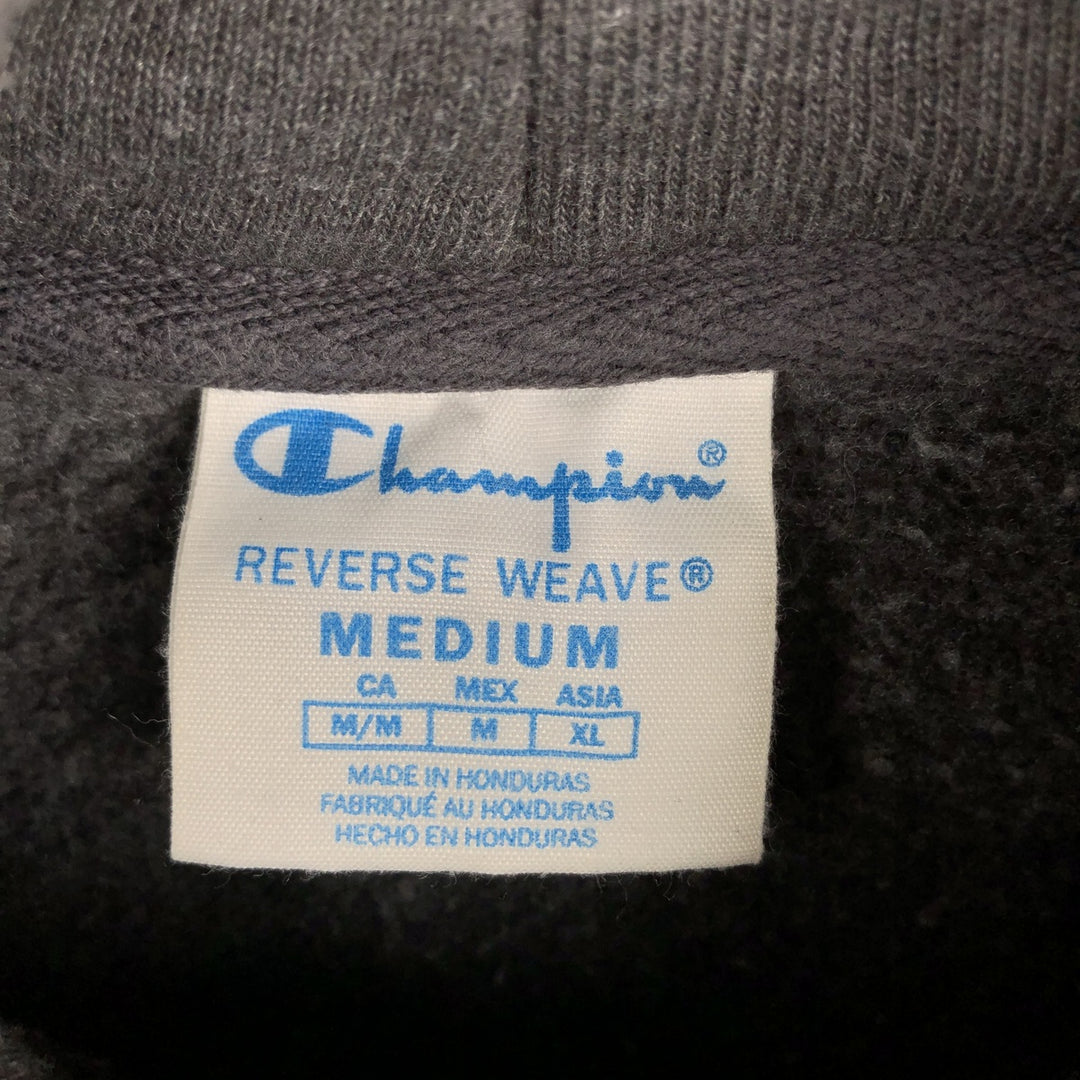 Champion®
REVERSE WEAVE®
MEDIUM
CA MEX ASIA
M/M M XL
MADE IN HONDURAS
FABRIQUÉ AU HONDURAS
HECHO EN HONDURAS